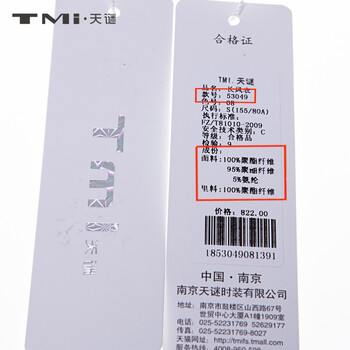 TMi·天谜
TMi
天谜
合格证
TMI.天谜
品名:长风衣
款号:53049
色号:08
尺码:S(155/80A)
执行标准:
FZ/T81010-2009
安全技术类别:C
等级:合格品
检验:9
成份:
面料:100%聚酯纤维
95%聚酯纤维
5%氨纶
里料:100%聚酯纤维
价格:822.00
1853049081391
中国·南京
南京天谜时装有限公司
南京市鼓楼区山西路67号
世贸中心大厦A1幢1909室
电话:025-52231769 52629177
传真:025-52231769-8027
网址:http://tmifs.tmall.com